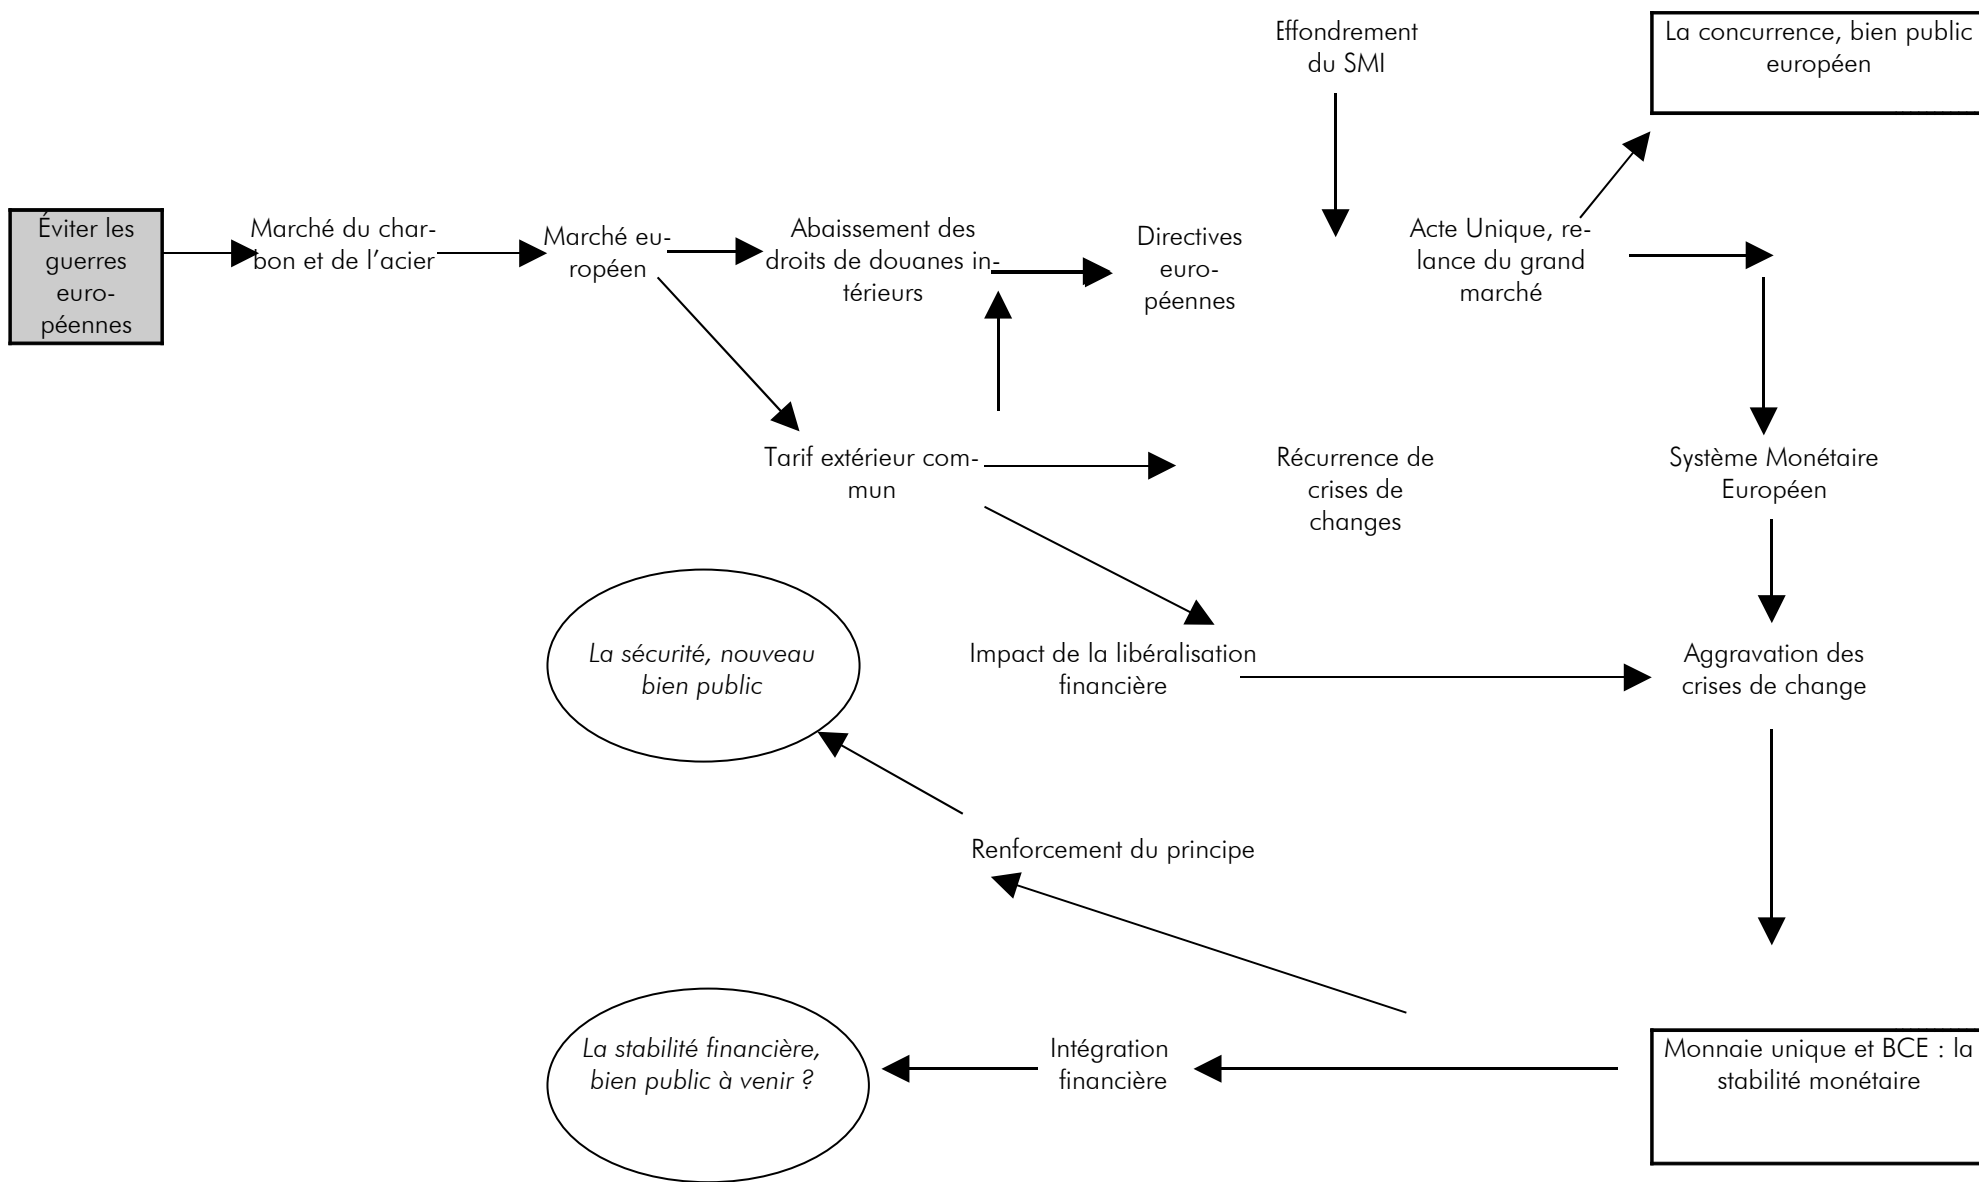 Effondrement
du SMI
La concurrence, bien public
européen
Éviter les
guerres
euro-
péennes
Marché du char-
bon et de l'acier
Marché eu-
ropéen
Abaissement des
droits de douanes in-
térieurs
Directives
euro-
péennes
Acte Unique, re-
lance du grand
marché
Tarif extérieur com-
mun
Récurrence de
crises de
changes
Système Monétaire
Européen
La sécurité, nouveau
bien public
Impact de la libéralisation
financière
Aggravation des
crises de change
Renforcement du principe
La stabilité financière,
bien public à venir ?
Intégration
financière
Monnaie unique et BCE : la
stabilité monétaire